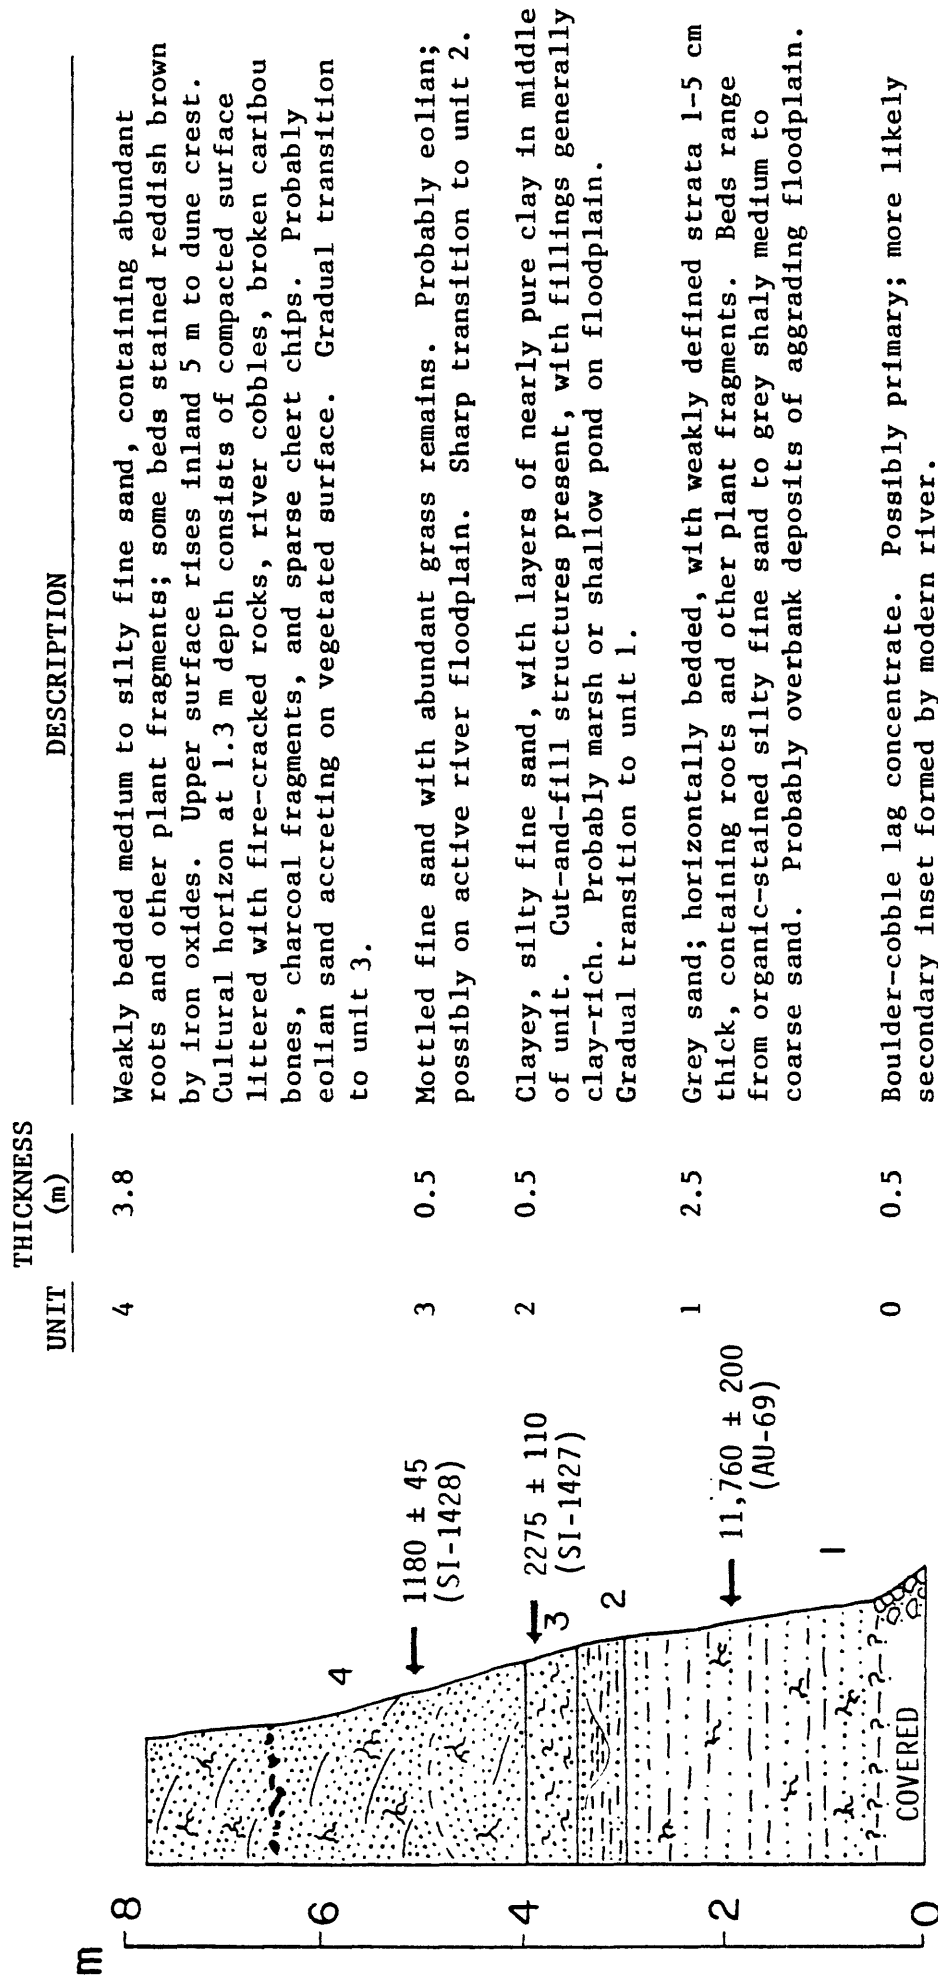 UNIT
THICKNESS
(m)
DESCRIPTION
4 3.8 Weakly bedded medium to silty fine sand, containing abundant
roots and other plant fragments; some beds stained reddish brown
by iron oxides. Upper surface rises inland 5 m to dune crest.
Cultural horizon at 1.3 m depth consists of compacted surface
littered with fire-cracked rocks, river cobbles, broken caribou
bones, charcoal fragments, and sparse chert chips. Probably
eolian sand accreting on vegetated surface. Gradual transition
to unit 3.
3 0.5 Mottled fine sand with abundant grass remains. Probably eolian;
possibly on active river floodplain. Sharp transition to unit 2.
2 0.5 Clayey, silty fine sand, with layers of nearly pure clay in middle
of unit. Cut-and-fill structures present, with fillings generally
clay-rich. Probably marsh or shallow pond on floodplain.
Gradual transition to unit 1.
1 2.5 Grey sand; horizontally bedded, with weakly defined strata 1-5 cm
thick, containing roots and other plant fragments. Beds range
from organic-stained silty fine sand to grey shaly medium to
coarse sand. Probably overbank deposits of aggrading floodplain.
0 0.5 Boulder-cobble lag concentrate. Possibly primary; more likely
secondary inset formed by modern river.
m
8
6
4
2
0
4
3
2
1
1180 ± 45
(SI-1428)
2275 ± 110
(SI-1427)
11,760 ± 200
(AU-69)
?-?-?-?-?-?-?
COVERED